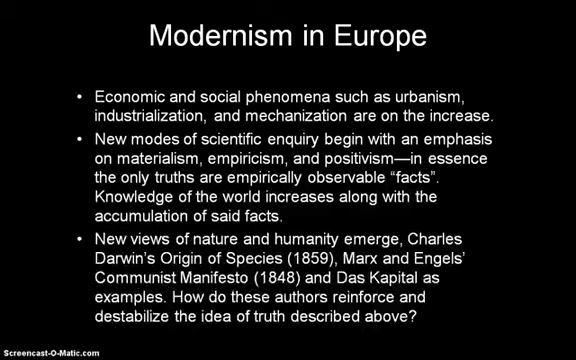 Modernism in Europe
• Economic and social phenomena such as urbanism,
industrialization, and mechanization are on the increase.
• New modes of scientific enquiry begin with an emphasis
on materialism, empiricism, and positivism—in essence
the only truths are empirically observable “facts”.
Knowledge of the world increases along with the
accumulation of said facts.
• New views of nature and humanity emerge, Charles
Darwin’s Origin of Species (1859), Marx and Engels’
Communist Manifesto (1848) and Das Kapital as
examples. How do these authors reinforce and
destabilize the idea of truth described above?
Screencast-O-Matic.com